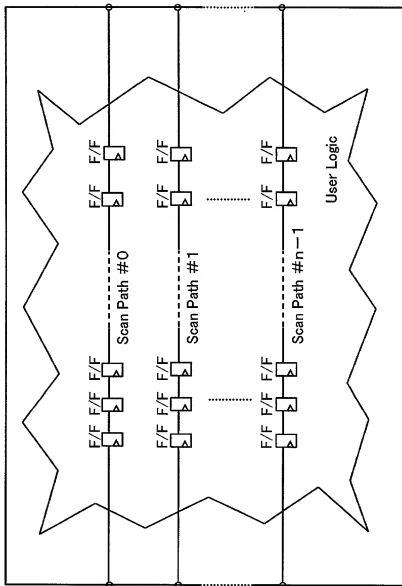 F/F F/F F/F F/F F/F
Scan Path #0
F/F F/F F/F F/F F/F
Scan Path #1
F/F F/F F/F F/F F/F
Scan Path #n−1
User Logic